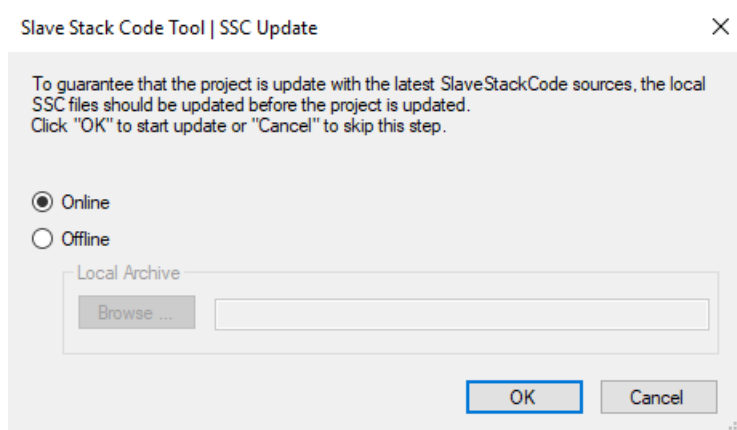 Slave Stack Code Tool | SSC Update
To guarantee that the project is update with the latest SlaveStackCode sources, the local
SSC files should be updated before the project is updated.
Click "OK" to start update or "Cancel" to skip this step.
Online
Offline
Local Archive
Browse ...
OK
Cancel